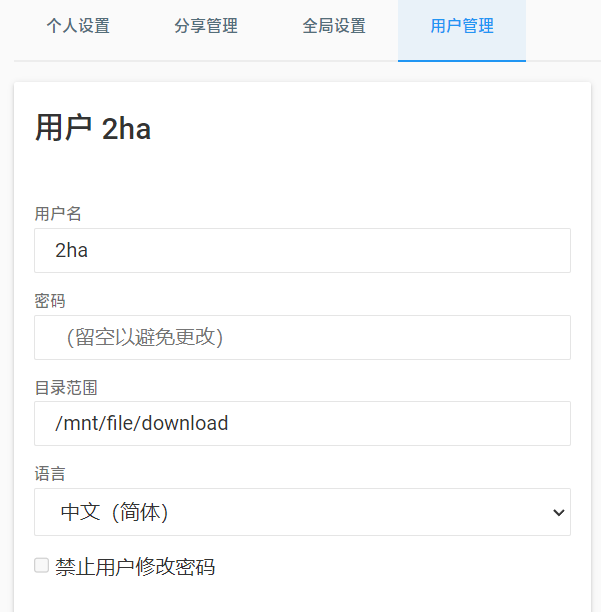 个人设置 分享管理 全局设置 用户管理
用户 2ha
用户名
2ha
密码
（留空以避免更改）
目录范围
/mnt/file/download
语言
中文（简体）
禁止用户修改密码